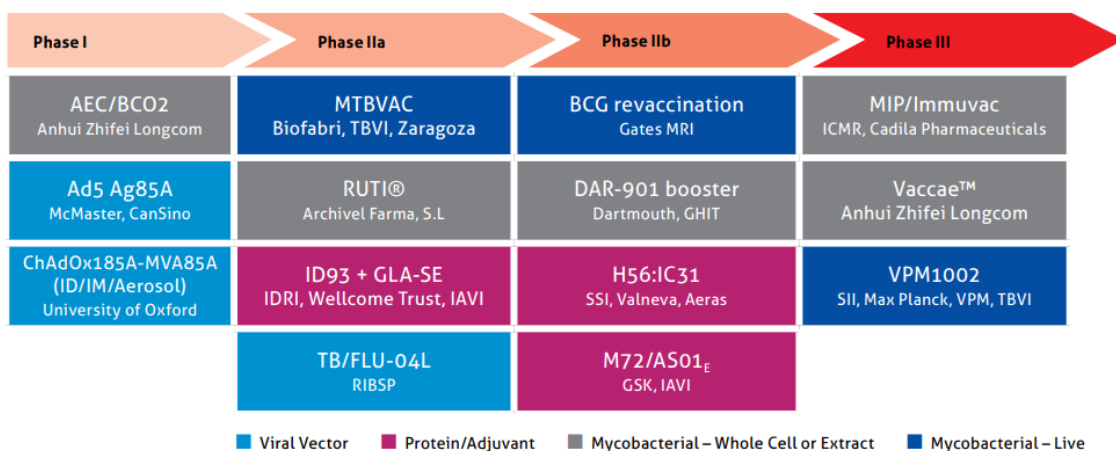 Phase I
Phase IIa
Phase IIb
Phase III
AEC/BCO2
Anhui Zhifei Longcom
MTBVAC
Biofabri, TBVI, Zaragoza
BCG revaccination
Gates MRI
MIP/Immuvac
ICMR, Cadila Pharmaceuticals
Ad5 Ag85A
McMaster, CanSino
RUTI®
Archivel Farma, S.L
DAR-901 booster
Dartmouth, GHIT
Vaccae™
Anhui Zhifei Longcom
ChAdOx185A-MVA85A
(ID/IM/Aerosol)
University of Oxford
ID93 + GLA-SE
IDRI, Wellcome Trust, IAVI
H56:IC31
SSI, Valneva, Aeras
VPM1002
SII, Max Planck, VPM, TBVI
TB/FLU-04L
RIBSP
M72/AS01E
GSK, IAVI
Viral Vector
Protein/Adjuvant
Mycobacterial – Whole Cell or Extract
Mycobacterial – Live